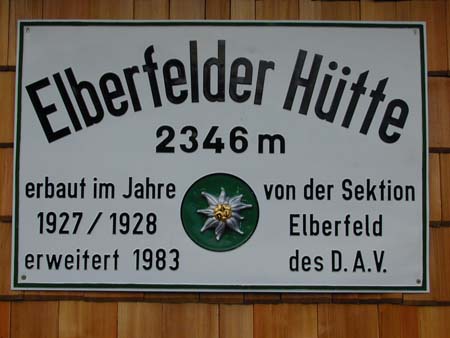 Elberfelder Hütte
2346 m
erbaut im Jahre
1927/1928
erweitert 1983
von der Sektion
Elberfeld
des D.A.V.